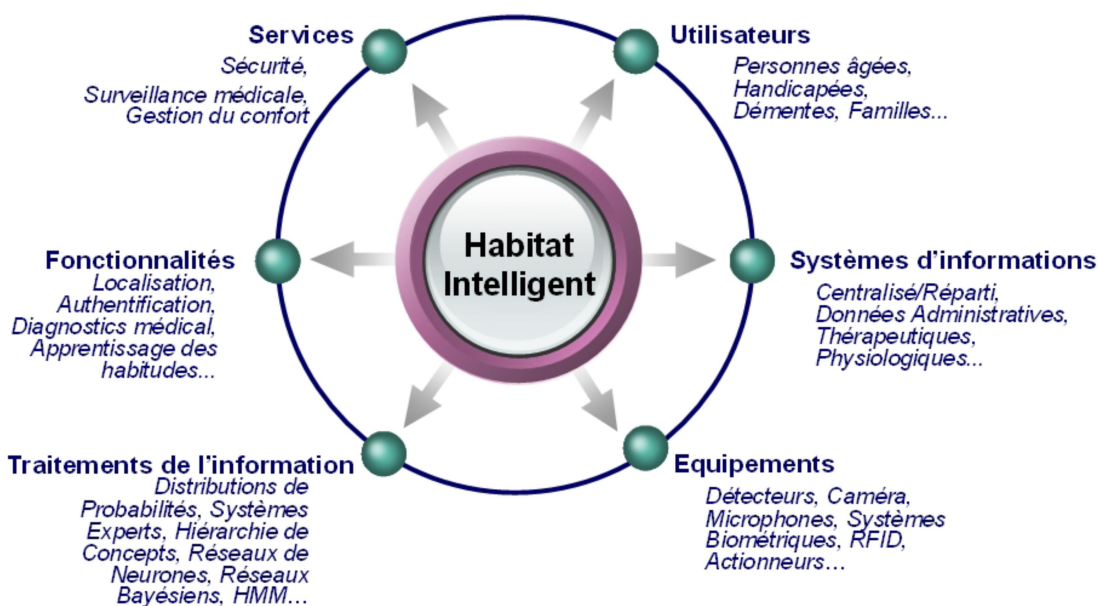 Services
Sécurité,
Surveillance médicale,
Gestion du confort
Utilisateurs
Personnes âgées,
Handicapées,
Démentes, Familles...
Habitat
Intelligent
Fonctionnalités
Localisation,
Authentification,
Diagnostics médical,
Apprentissage des
habitudes...
Systèmes d'informations
Centralisé/Réparti,
Données Administratives,
Thérapeutiques,
Physiologiques...
Traitements de l'information
Distributions de
Probabilités, Systèmes
Experts, Hiérarchie de
Concepts, Réseaux de
Neurones, Réseaux
Bayésiens, HMM...
Equipements
Détecteurs, Caméra,
Microphones, Systèmes
Biométriques, RFID,
Actionneurs...